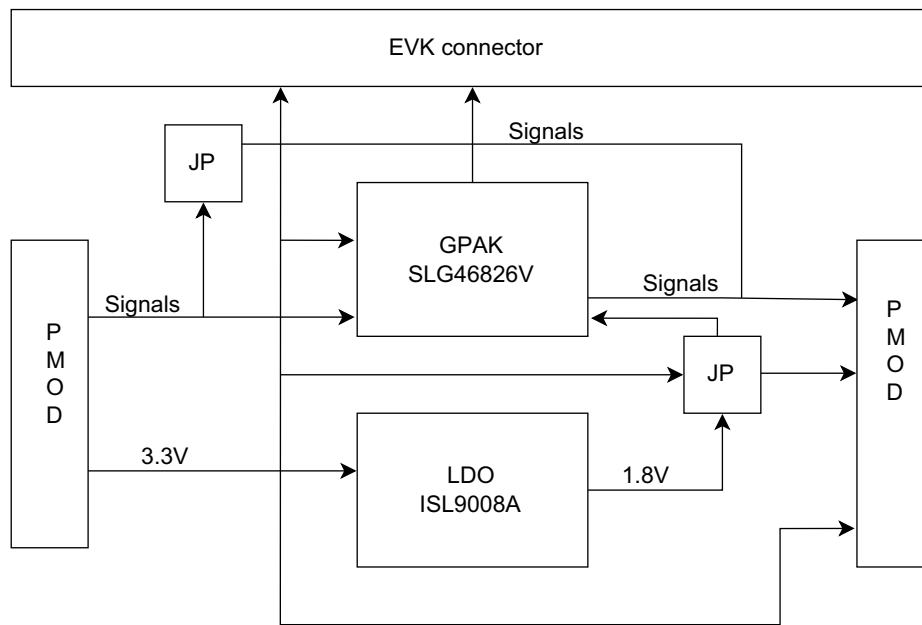 EVK connector
Signals
JP
GPAK
SLG46826V
Signals
Signals
P
M
O
D
P
M
O
D
JP
3.3V
LDO
ISL9008A
1.8V